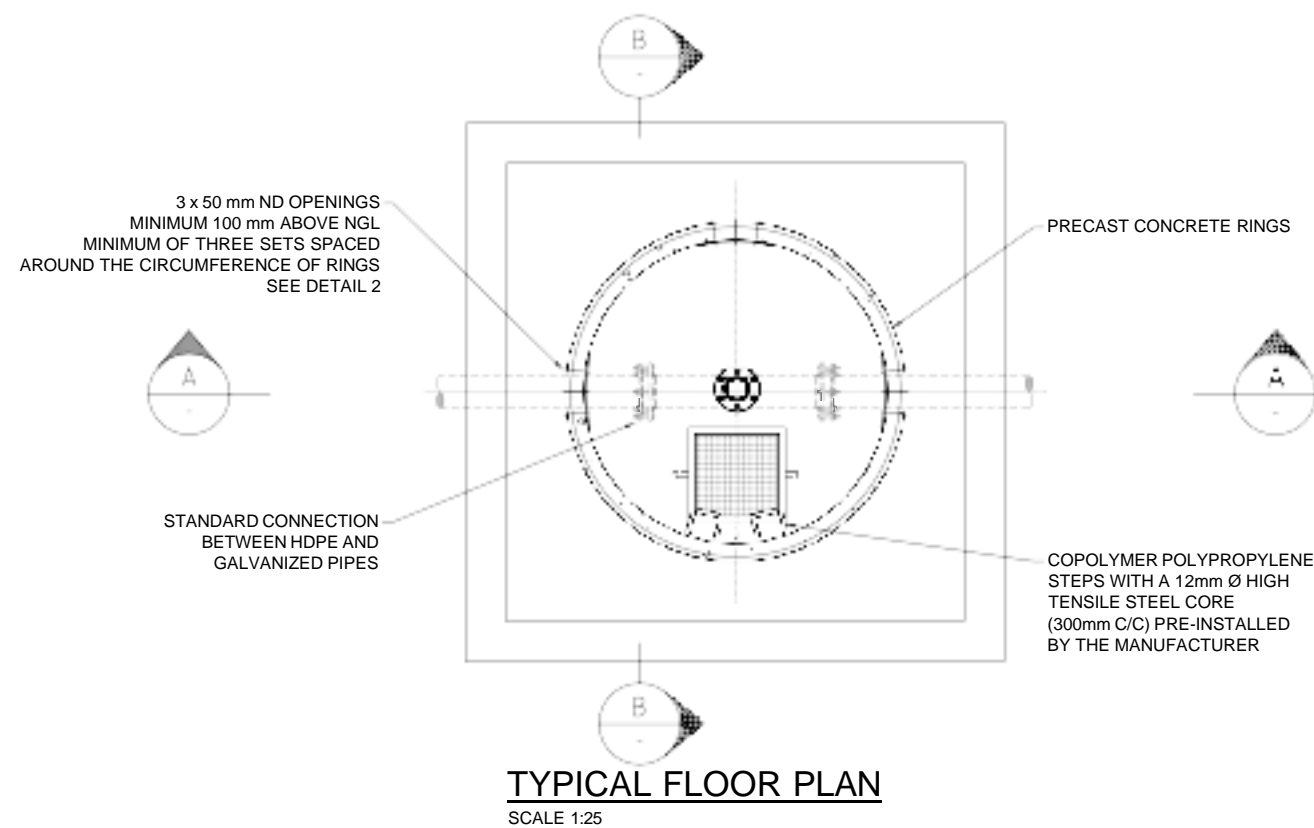 B
-
3 x 50 mm ND OPENINGS
MINIMUM 100 mm ABOVE NGL
MINIMUM OF THREE SETS SPACED
AROUND THE CIRCUMFERENCE OF RINGS
SEE DETAIL 2
PRECAST CONCRETE RINGS
A
-
A
-
STANDARD CONNECTION
BETWEEN HDPE AND
GALVANIZED PIPES
COPOLYMER POLYPROPYLENE
STEPS WITH A 12mm Ø HIGH
TENSILE STEEL CORE
(300mm C/C) PRE-INSTALLED
BY THE MANUFACTURER
B
-
TYPICAL FLOOR PLAN
SCALE 1:25